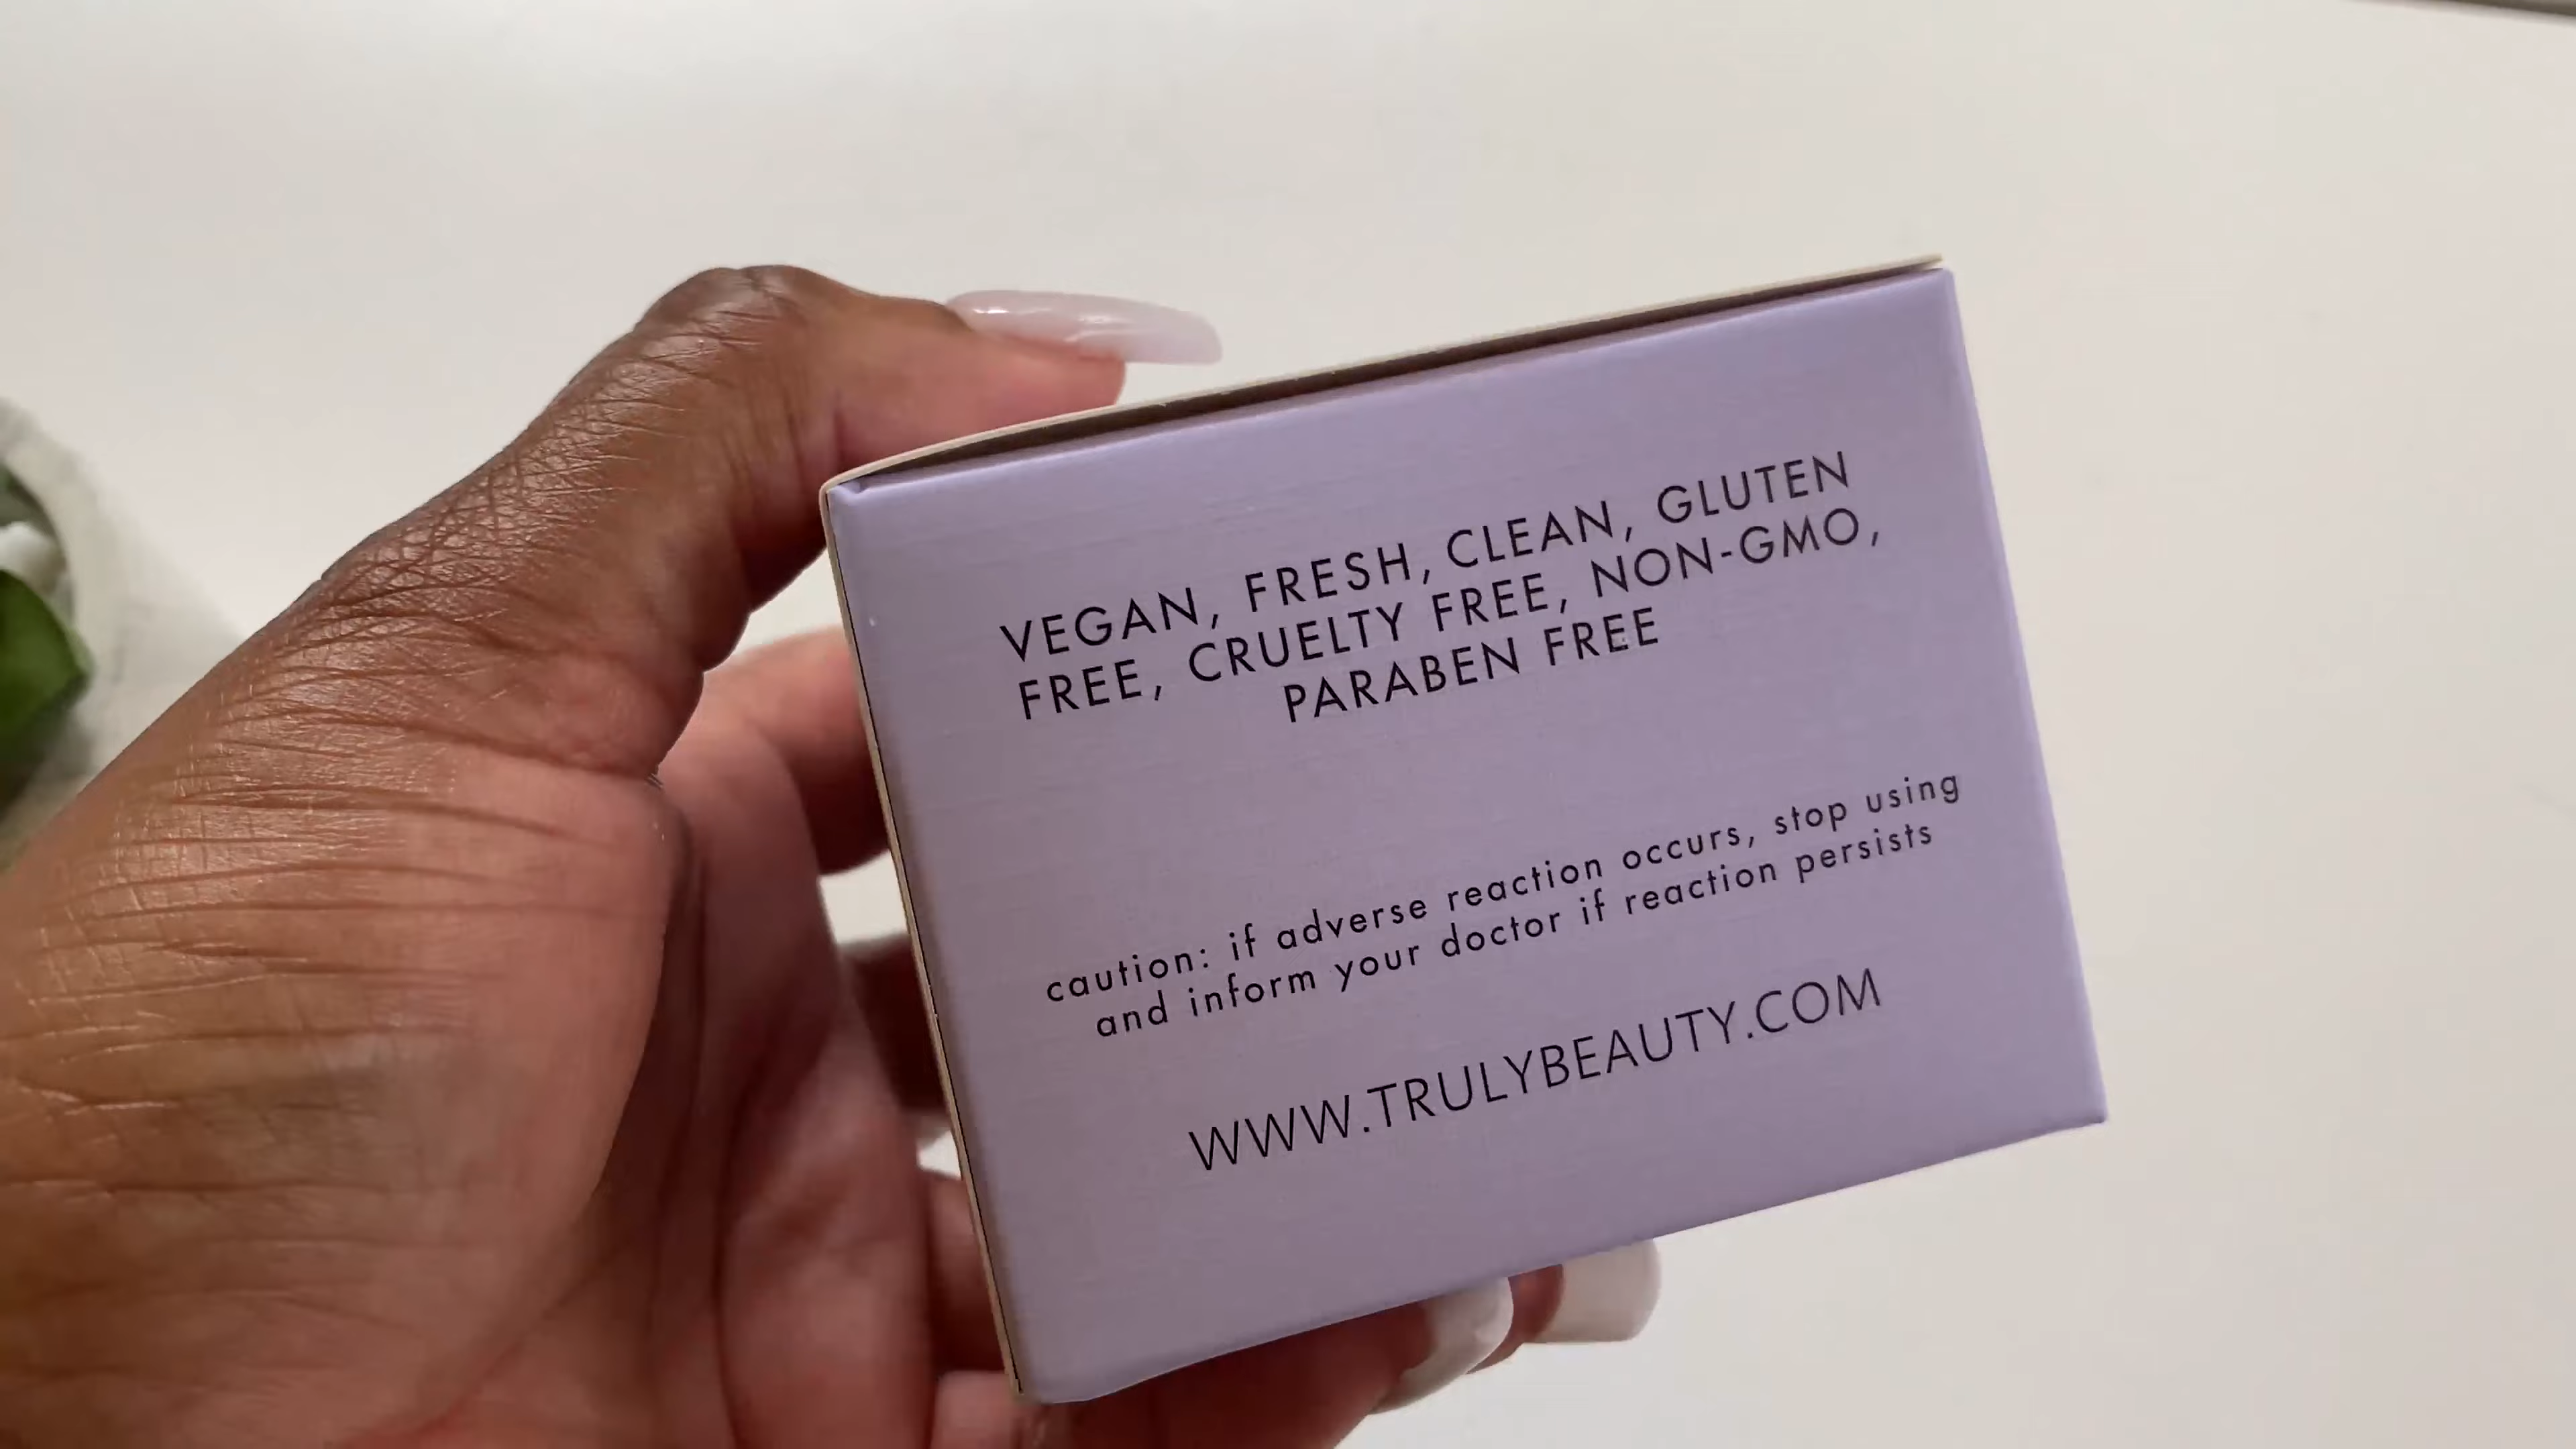 VEGAN, FRESH, CLEAN, GLUTEN
FREE, CRUELTY FREE, NON-GMO,
PARABEN FREE
caution: if adverse reaction occurs, stop using
and inform your doctor if reaction persists
WWW.TRULYBEAUTY.COM